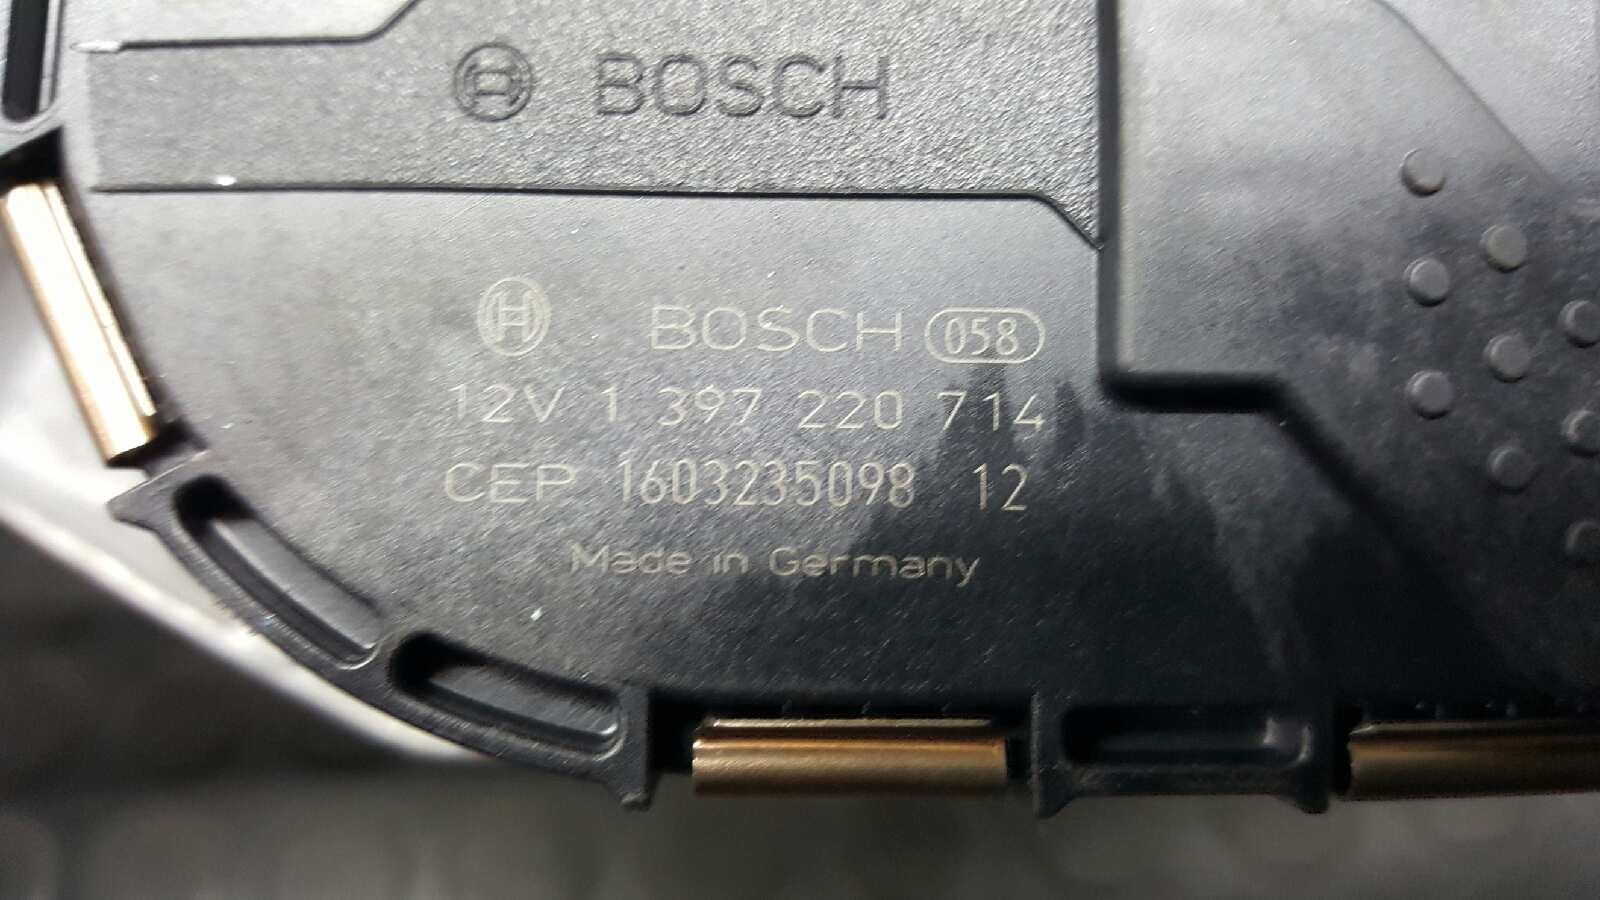 BOSCH
BOSCH 058
12V 1 397 220 714
CEP 1603235098 12
Made in Germany